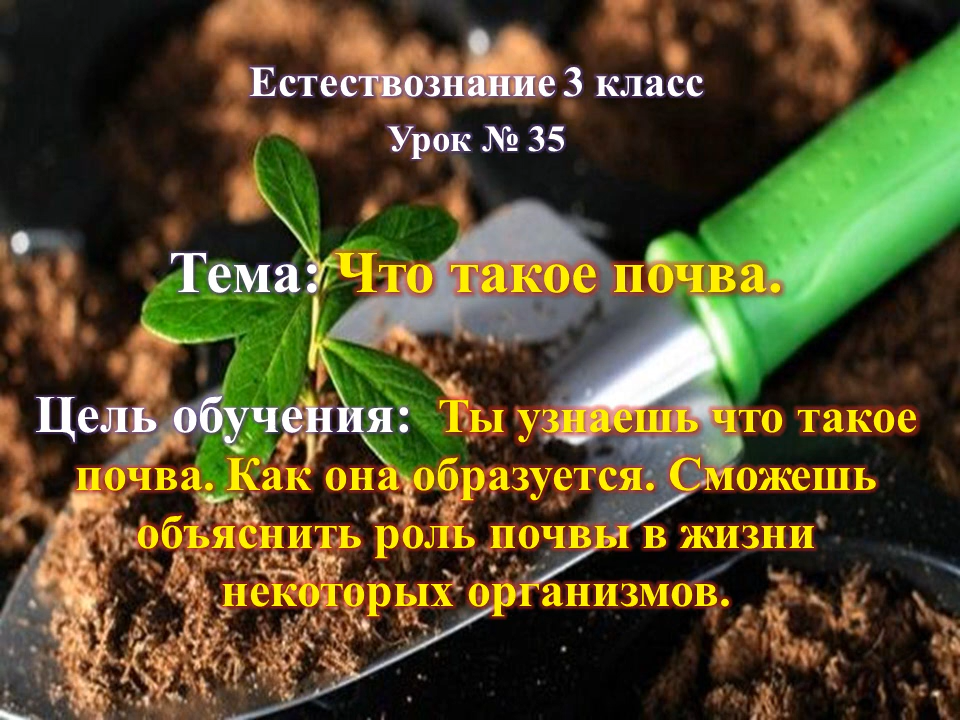 Естествознание 3 класс
Урок № 35
Тема: Что такое почва.
Цель обучения: Ты узнаешь что такое
почва. Как она образуется. Сможешь
объяснить роль почвы в жизни
некоторых организмов.